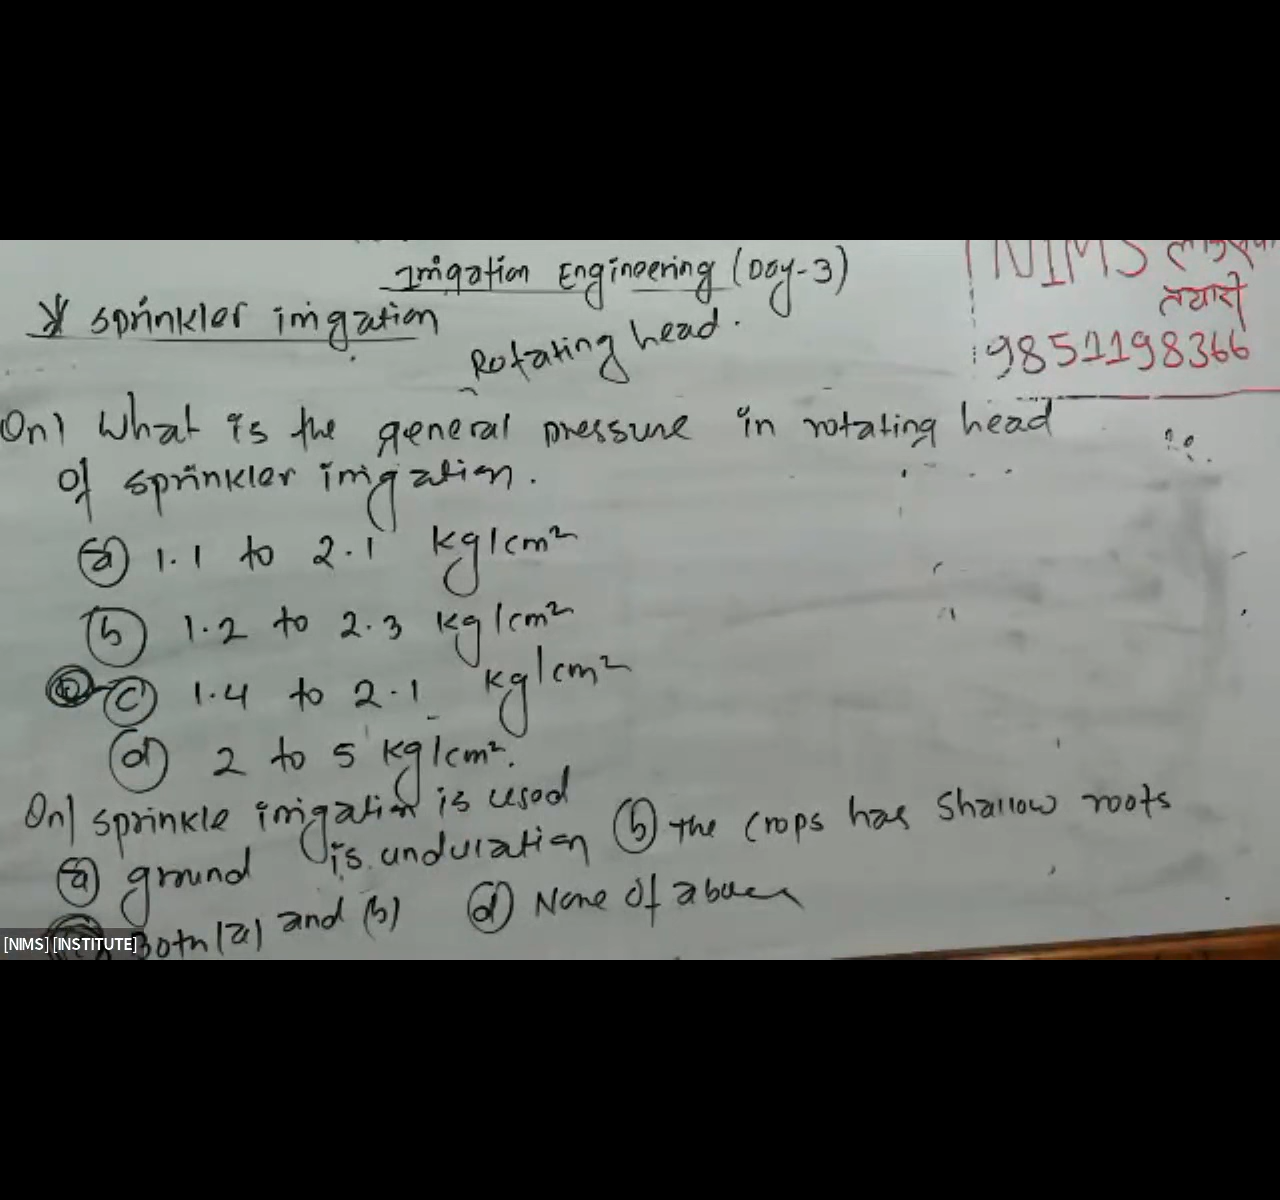 Irrigation Engineering (Day-3)
NIMS
तयारी
9851198366
* sprinkler irrigation
Rotating head.
Qn) What is the general pressure in rotating head
of sprinkler irrigation.
(a) 1.1 to 2.1 kg/cm²
(b) 1.2 to 2.3 kg/cm²
(c) 1.4 to 2.1 kg/cm²
(d) 2 to 5 kg/cm².
Qn) sprinkle irrigation is used
(a) ground is undulation (b) the crops has shallow roots
(c) Both (a) and (b) (d) None of above
[NIMS] [INSTITUTE]